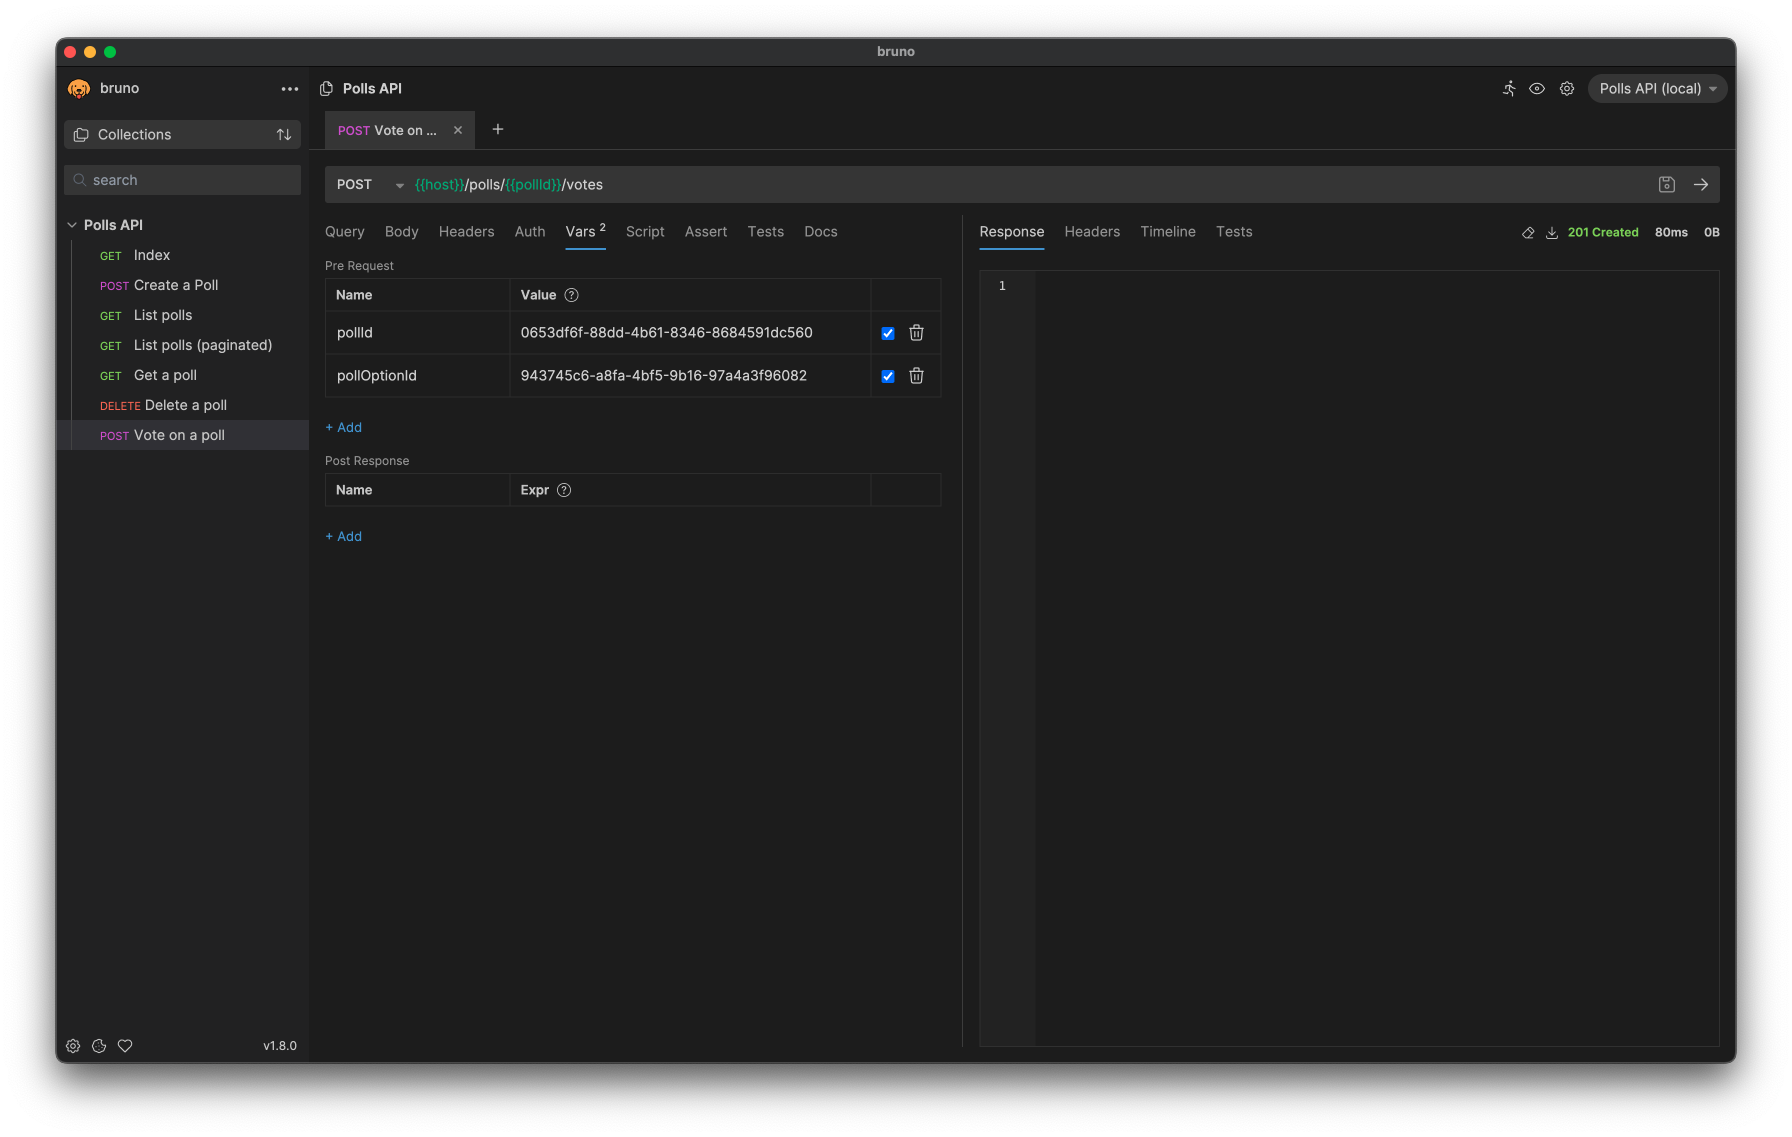 bruno
bruno
Collections
search
Polls API
GET Index
POST Create a Poll
GET List polls
GET List polls (paginated)
GET Get a poll
DELETE Delete a poll
POST Vote on a poll
v1.8.0
Polls API
Polls API (local)
POST Vote on ...
POST {{host}}/polls/{{pollId}}/votes
Query Body Headers Auth Vars 2 Script Assert Tests Docs
Pre Request
Name Value ?
pollId 0653df6f-88dd-4b61-8346-8684591dc560
pollOptionId 943745c6-a8fa-4bf5-9b16-97a4a3f96082
+ Add
Post Response
Name Expr ?
+ Add
Response Headers Timeline Tests 201 Created 80ms 0B
1